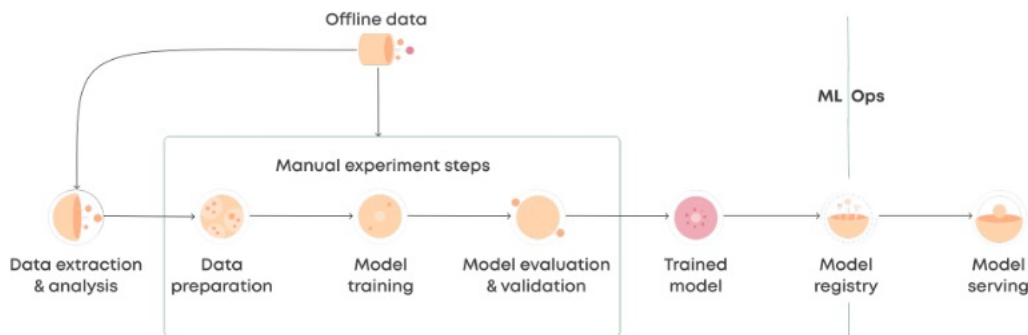 Offline data
ML Ops
Manual experiment steps
Data extraction
& analysis
Data
preparation
Model
training
Model evaluation
& validation
Trained
model
Model
registry
Model
serving